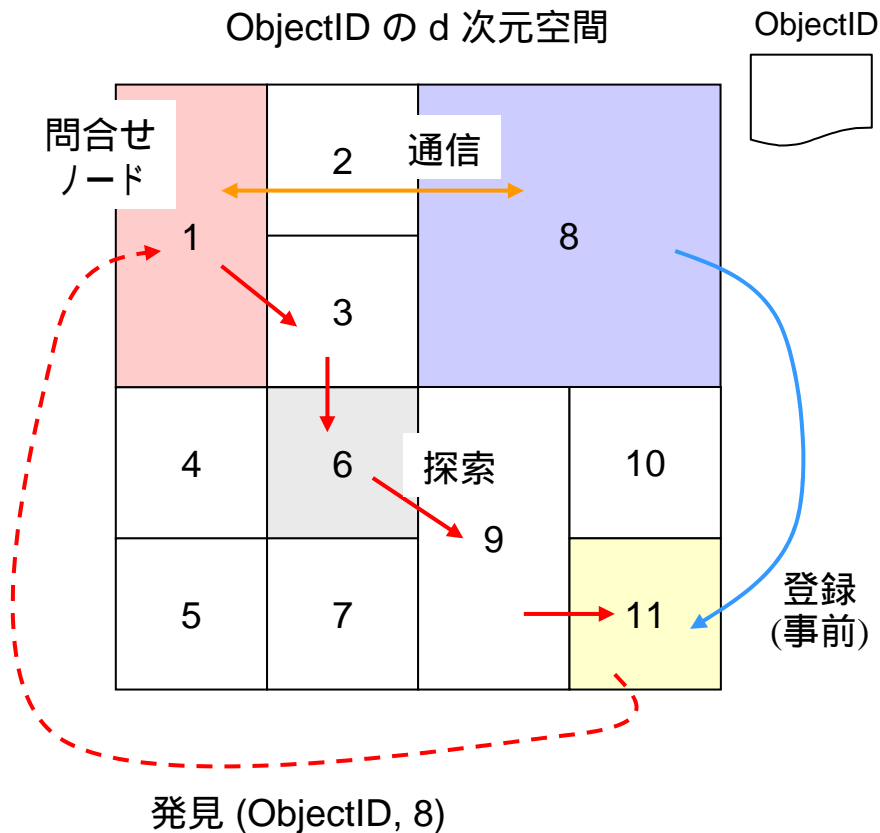 ObjectID の d 次元空間
ObjectID
問合せ
ノード
通信
1
2
3
8
4
6
探索
9
10
5
7
11
登録
(事前)
発見 (ObjectID, 8)